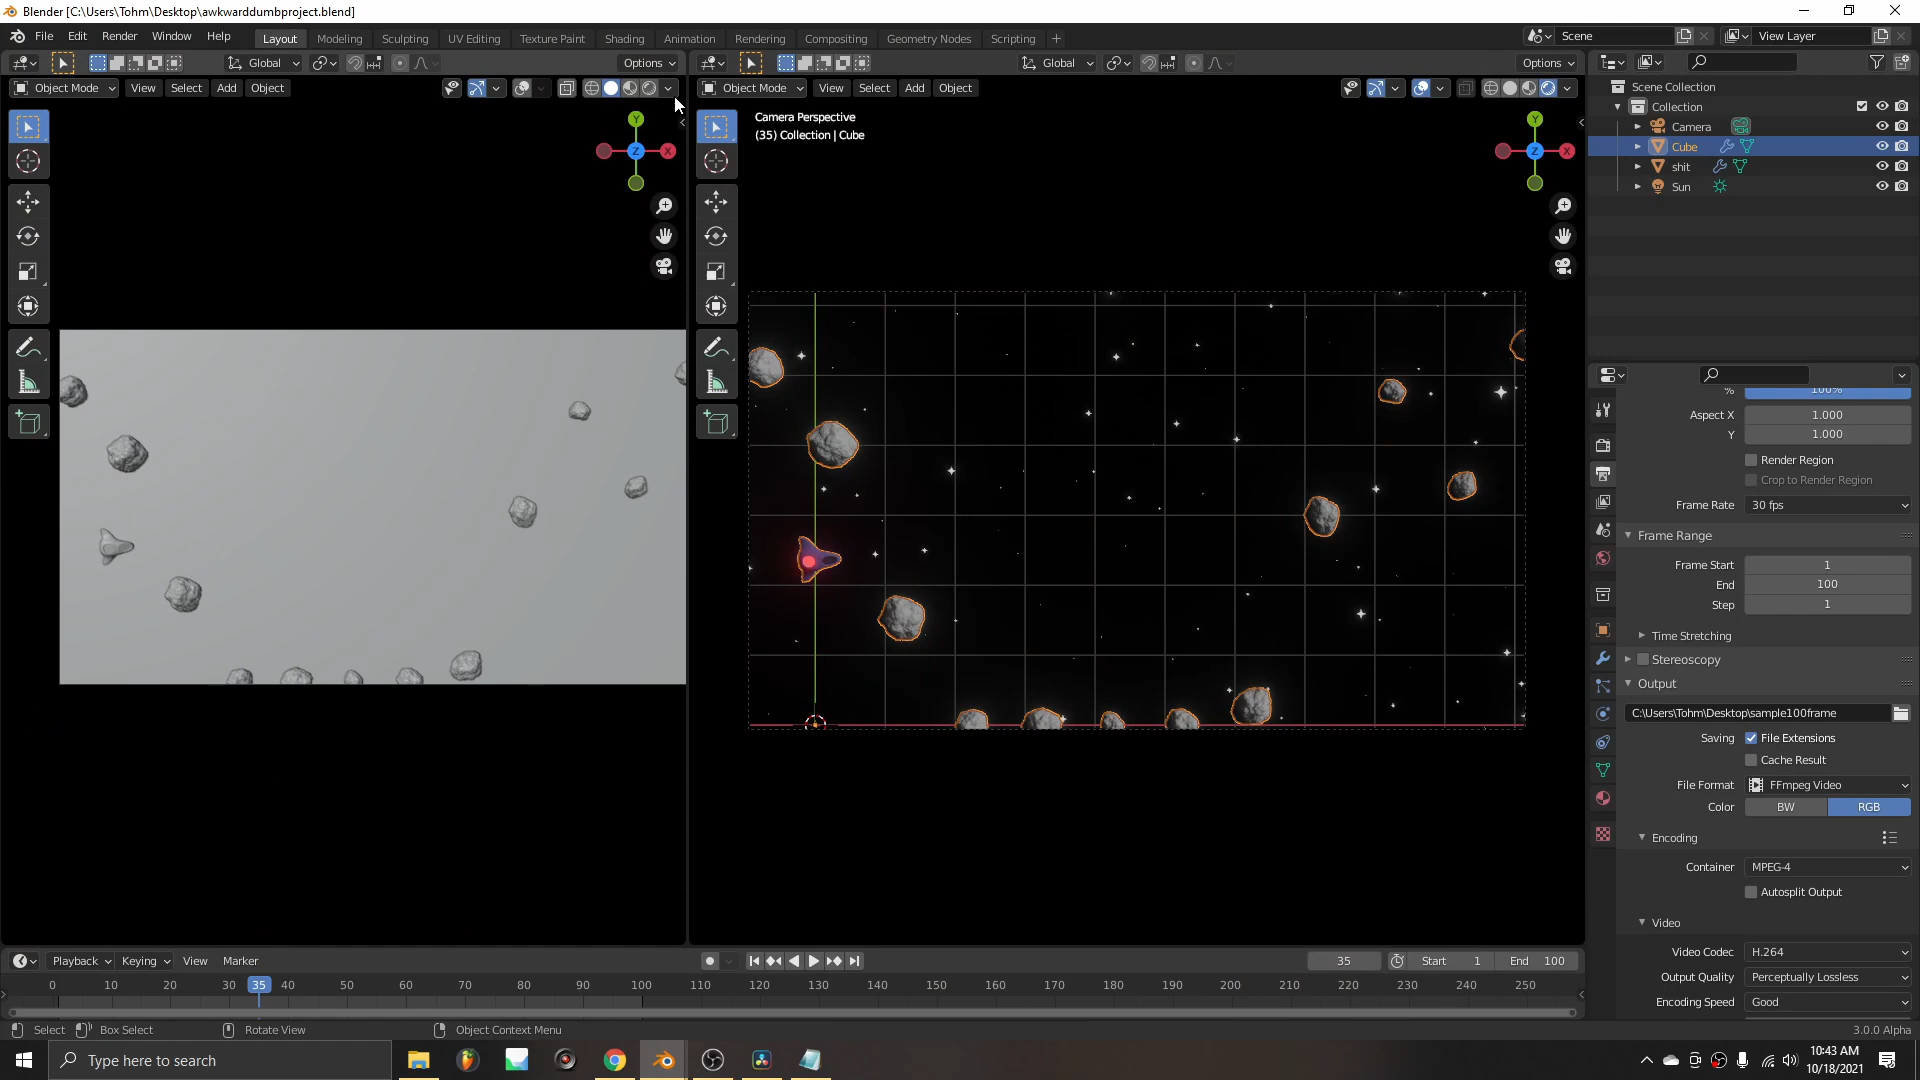 Blender [C:\Users\Tohm\Desktop\awkwarddumbproject.blend]
File Edit Render Window Help
Layout Modeling Sculpting UV Editing Texture Paint Shading Animation Rendering Compositing Geometry Nodes Scripting +
Scene
View Layer
Global Options
Object Mode View Select Add Object
Y
Z
X
Global Options
Object Mode View Select Add Object
Camera Perspective
(35) Collection | Cube
Y
Z
X
Scene Collection
Collection
Camera
Cube
shit
Sun
% 100%
Aspect X 1.000
Y 1.000
Render Region
Crop to Render Region
Frame Rate 30 fps
Frame Range
Frame Start 1
End 100
Step 1
Time Stretching
Stereoscopy
Output
C:\Users\Tohm\Desktop\sample100frame
Saving File Extensions
Cache Result
File Format FFmpeg Video
Color BW RGB
Encoding
Container MPEG-4
Autosplit Output
Video
Video Codec H.264
Output Quality Perceptually Lossless
Encoding Speed Good
Playback Keying View Marker
35 Start 1 End 100
0 10 20 30 35 40 50 60 70 80 90 100 110 120 130 140 150 160 170 180 190 200 210 220 230 240 250
Select Box Select Rotate View Object Context Menu
3.0.0 Alpha
Type here to search
10:43 AM
10/18/2021